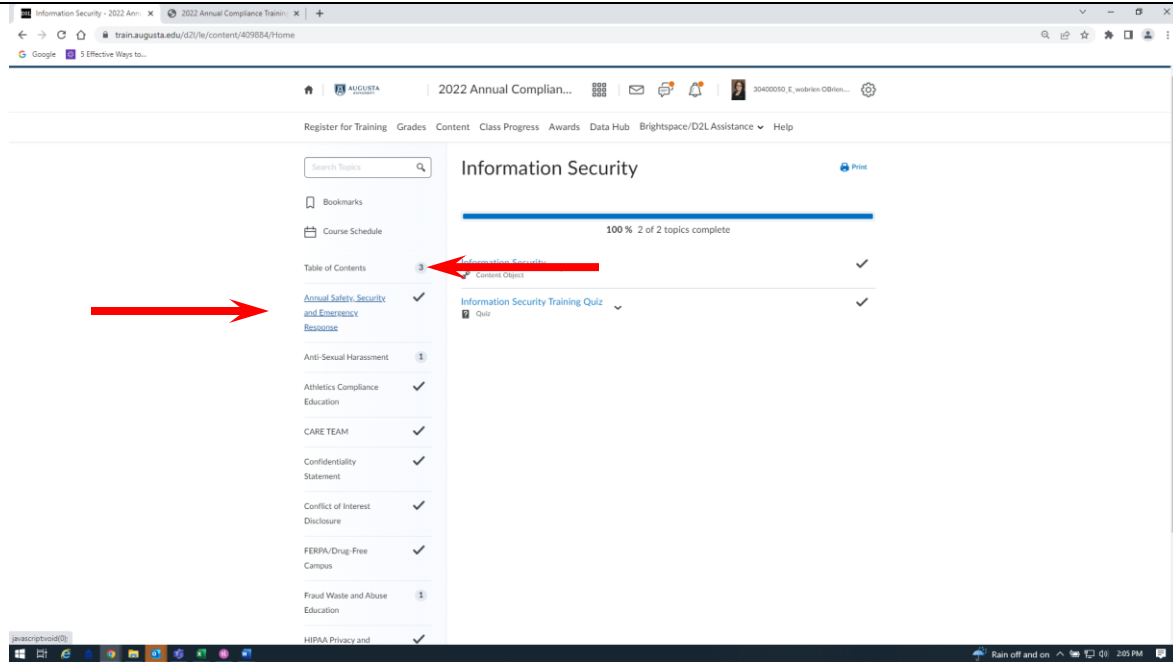 Information Security - 2022 Ann
2022 Annual Compliance Training
train.augusta.edu/d2l/le/content/409884/Home
Google
5 Effective Ways to...
AUGUSTA
2022 Annual Complian...
30400050_E_wobrien OBrien...
Register for Training Grades Content Class Progress Awards Data Hub Brightspace/D2L Assistance Help
Search Topics
Information Security
Print
Bookmarks
Course Schedule
100 % 2 of 2 topics complete
Table of Contents 3
Information Security
Content Object
Annual Safety, Security
and Emergency
Response
Information Security Training Quiz
Quiz
Anti-Sexual Harassment 1
Athletics Compliance
Education
CARE TEAM
Confidentiality
Statement
Conflict of Interest
Disclosure
FERPA/Drug-Free
Campus
Fraud Waste and Abuse 1
Education
HIPAA Privacy and
javascript:void(0);
Rain off and on
2:05 PM